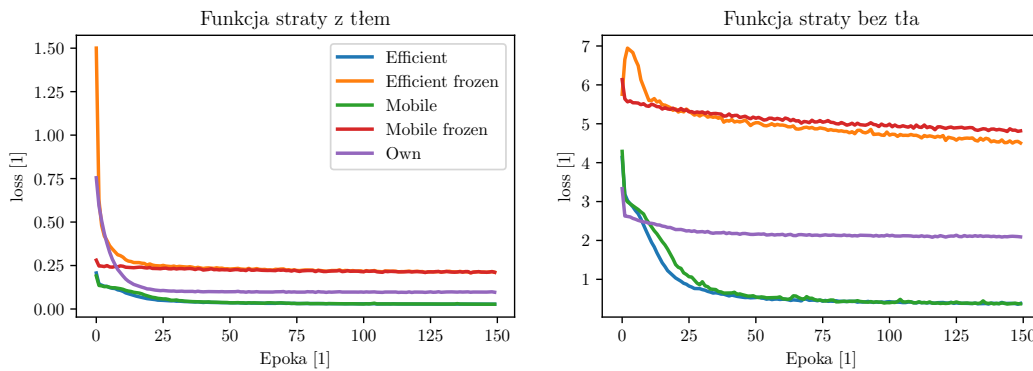 Funkcja straty z tłem
1.50
1.25
1.00
0.75
0.50
0.25
0.00
loss [1]
0 25 50 75 100 125 150
Epoka [1]
Efficient
Efficient frozen
Mobile
Mobile frozen
Own
Funkcja straty bez tła
7
6
5
4
3
2
1
loss [1]
0 25 50 75 100 125 150
Epoka [1]